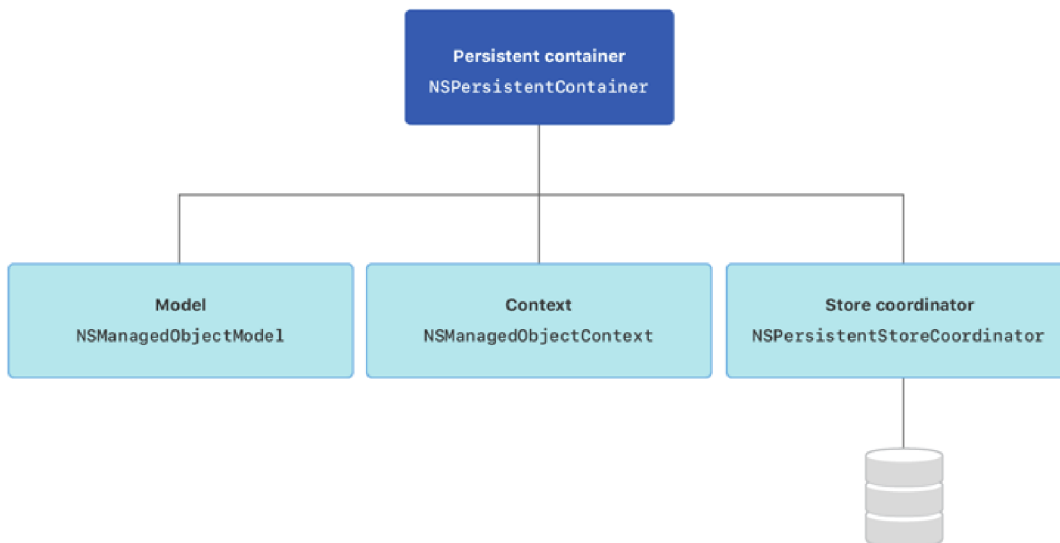 Persistent container
NSPersistentContainer
Model
NSManagedObjectModel
Context
NSManagedObjectContext
Store coordinator
NSPersistentStoreCoordinator